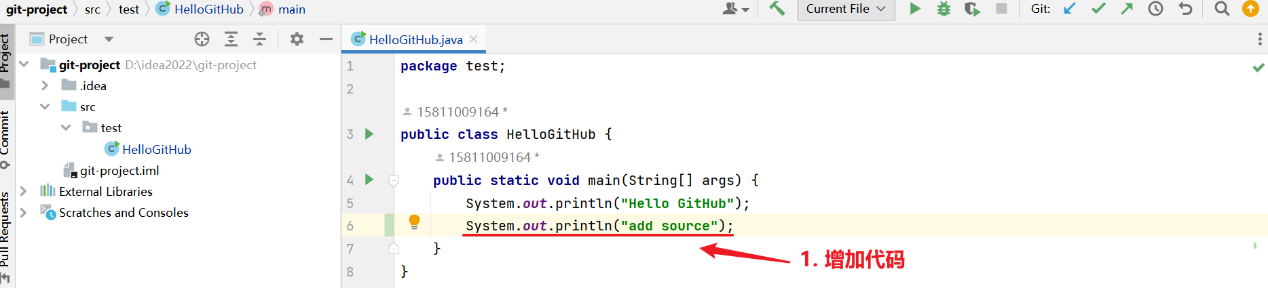 git-project src test HelloGitHub main
Current File
Git:
Project
Project
HelloGitHub.java
git-project D:\idea2022\git-project
.idea
src
test
HelloGitHub
git-project.iml
External Libraries
Scratches and Consoles
Commit
Pull Requests
1 package test;
2
15811009164 *
3 public class HelloGitHub {
15811009164 *
4 public static void main(String[] args) {
5 System.out.println("Hello GitHub");
6 System.out.println("add source");
7 }
8 }
1. 增加代码